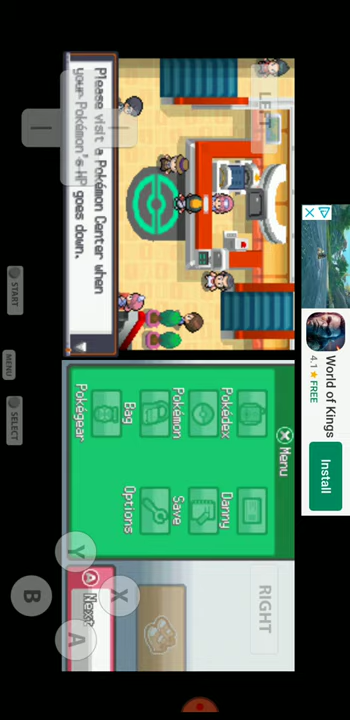 LEFT
Please visit a Pokémon Center when
your Pokémon's HP goes down.
START
MENU
SELECT
Menu
Pokédex
Danny
Pokémon
Save
Bag
Options
Pokégear
Next
RIGHT
Y
X
B
A
A
World of Kings
4.1 ★ FREE
Install